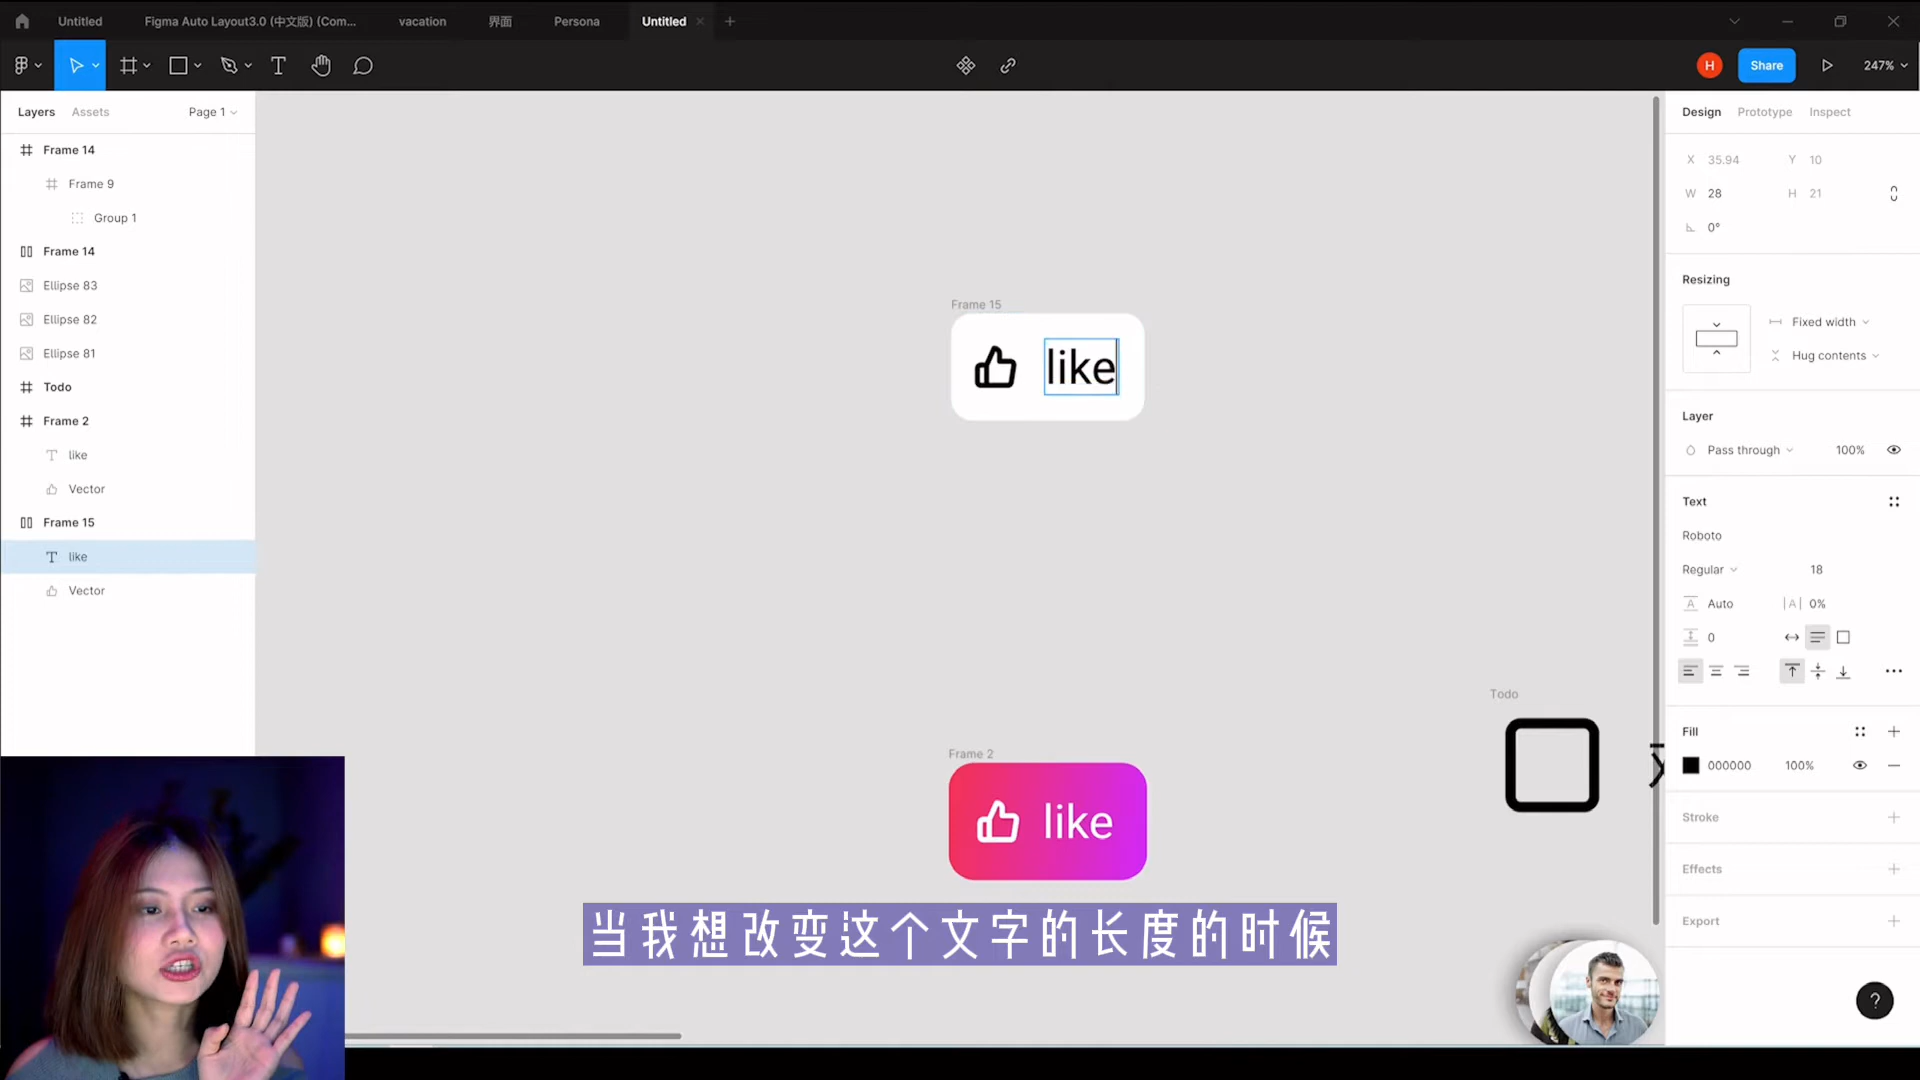 Untitled
Figma Auto Layout3.0 (中文版) (Com...
vacation
界面
Persona
Untitled
H
Share
247%
Layers
Assets
Page 1
Design
Prototype
Inspect
Frame 14
Frame 9
Group 1
Frame 14
Ellipse 83
Ellipse 82
Ellipse 81
Todo
Frame 2
like
Vector
Frame 15
like
Vector
Frame 15
like
Frame 2
like
Todo
X 35.94
Y 10
W 28
H 21
0°
Resizing
Fixed width
Hug contents
Layer
Pass through
100%
Text
Roboto
Regular
18
A Auto
|A| 0%
0
Fill
000000
100%
Stroke
Effects
Export
?
当我想改变这个文字的长度的时候